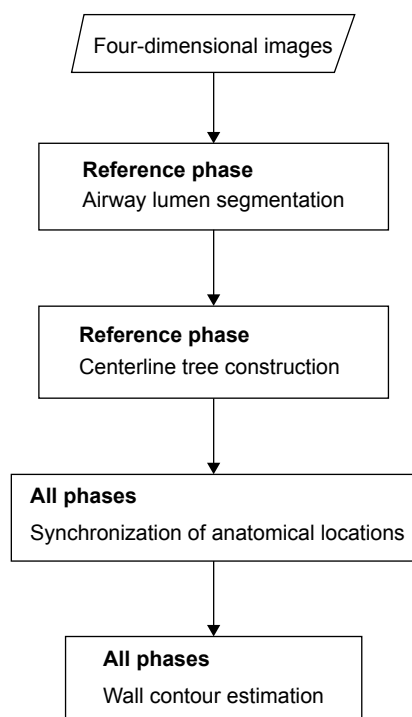 Four-dimensional images
Reference phase
Airway lumen segmentation
Reference phase
Centerline tree construction
All phases
Synchronization of anatomical locations
All phases
Wall contour estimation